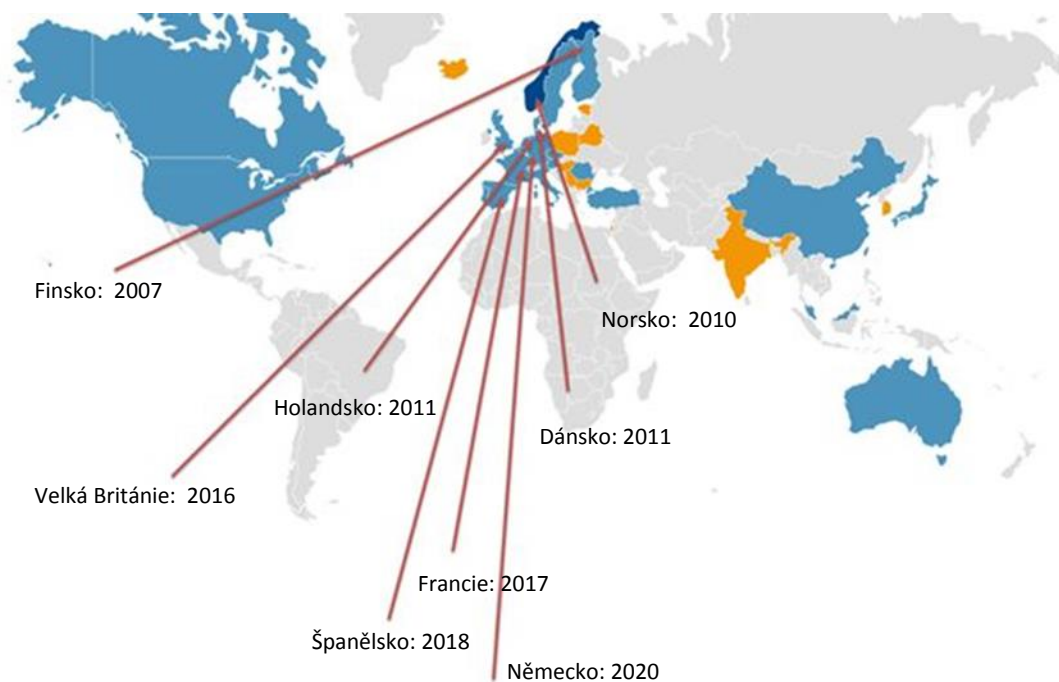 Finsko: 2007
Norsko: 2010
Holandsko: 2011
Dánsko: 2011
Velká Británie: 2016
Francie: 2017
Španělsko: 2018
Německo: 2020